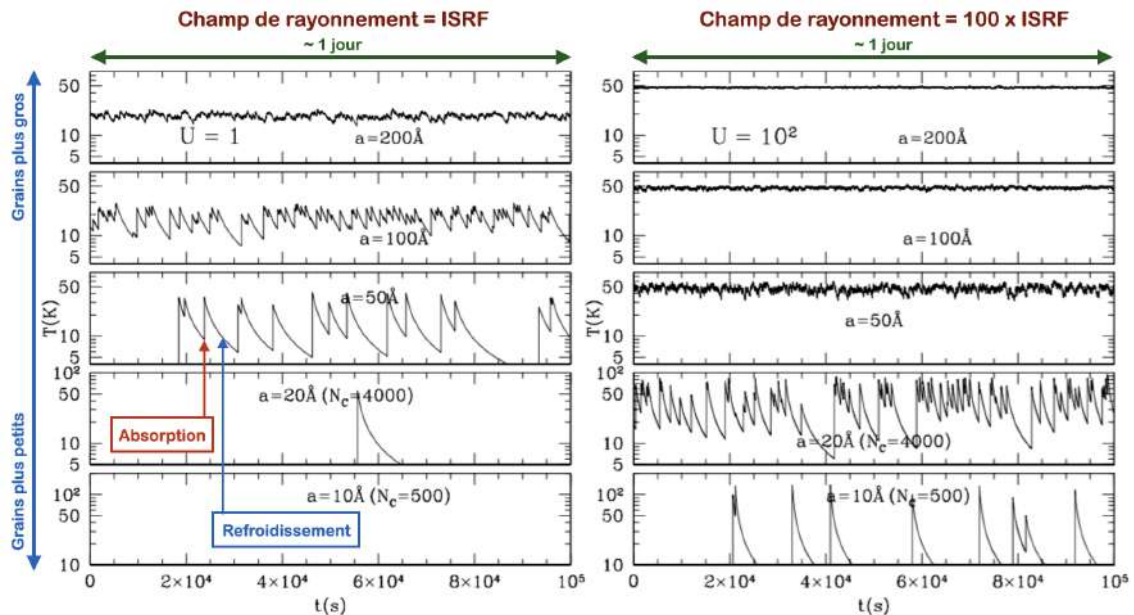 Champ de rayonnement = ISRF
~ 1 jour
Grains plus gros
Grains plus petits
T(K)
50
10
5
U = 1
a=200Å
50
10
5
a=100Å
50
10
5
a=50Å
10²
50
10
5
a=20Å (N_c=4000)
10²
50
10
a=10Å (N_c=500)
Absorption
Refroidissement
0
2×10⁴
4×10⁴
6×10⁴
8×10⁴
10⁵
t(s)
Champ de rayonnement = 100 x ISRF
~ 1 jour
50
10
5
U = 10²
a=200Å
50
10
5
a=100Å
50
10
5
a=50Å
10²
50
10
5
a=20Å (N_c=4000)
10²
50
10
a=10Å (N_c=500)
0
2×10⁴
4×10⁴
6×10⁴
8×10⁴
10⁵
t(s)